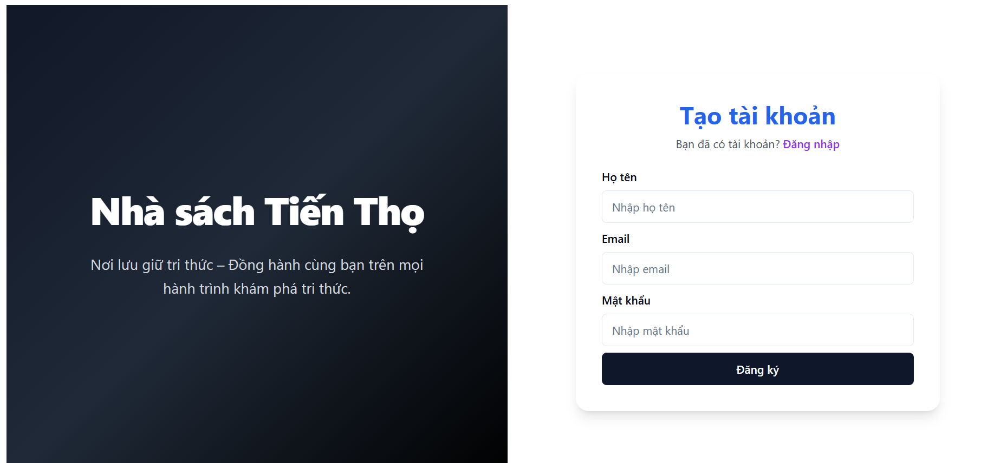 Nhà sách Tiến Thọ
Nơi lưu giữ tri thức – Đồng hành cùng bạn trên mọi
hành trình khám phá tri thức.
Tạo tài khoản
Bạn đã có tài khoản? Đăng nhập
Họ tên
Nhập họ tên
Email
Nhập email
Mật khẩu
Nhập mật khẩu
Đăng ký